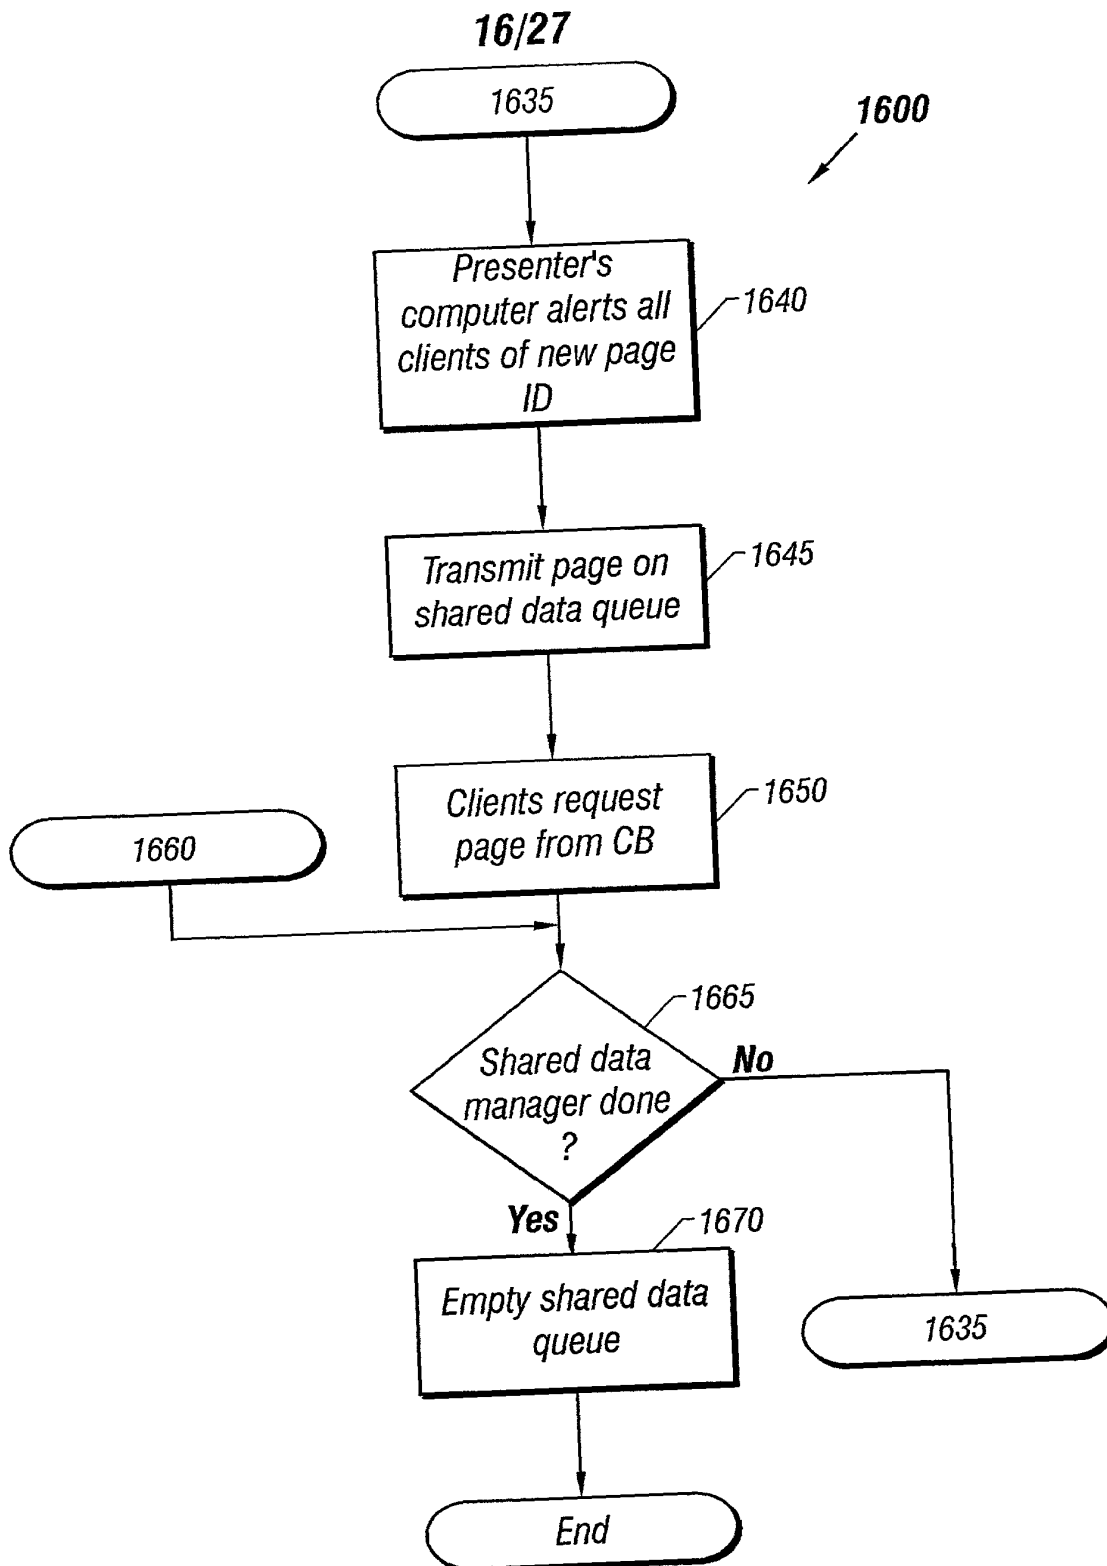 16/27
1635
1600
Presenter's
computer alerts all
clients of new page
ID
1640
Transmit page on
shared data queue
1645
Clients request
page from CB
1650
1660
1665
Shared data
manager done
?
No
Yes
1670
Empty shared data
queue
1635
End